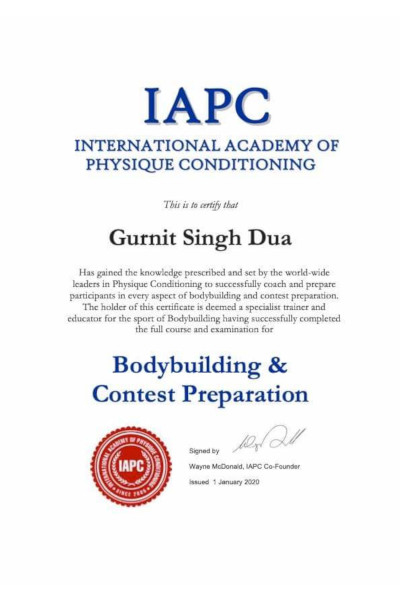 IAPC
INTERNATIONAL ACADEMY OF
PHYSIQUE CONDITIONING
This is to certify that
Gurnit Singh Dua
Has gained the knowledge prescribed and set by the world-wide
leaders in Physique Conditioning to successfully coach and prepare
participants in every aspect of bodybuilding and contest preparation.
The holder of this certificate is deemed a specialist trainer and
educator for the sport of Bodybuilding having successfully completed
the full course and examination for
Bodybuilding &
Contest Preparation
INTERNATIONAL ACADEMY OF PHYSIQUE CONDITIONING
IAPC
SINCE 2004
Signed by
Wayne McDonald, IAPC Co-Founder
Issued 1 January 2020